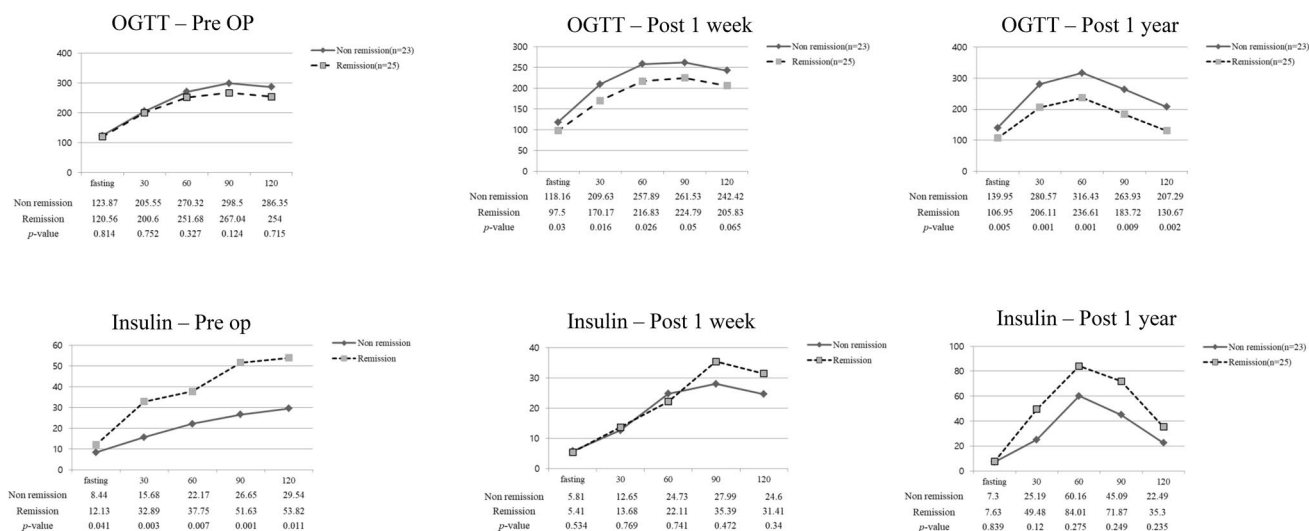 OGTT – Pre OP
Non remission(n=23)
Remission(n=25)
400
300
200
100
0
fasting 30 60 90 120
Non remission 123.87 205.55 270.32 298.5 286.35
Remission 120.56 200.6 251.68 267.04 254
p-value 0.814 0.752 0.327 0.124 0.715
OGTT – Post 1 week
Non remission(n=23)
Remission(n=25)
300
250
200
150
100
50
0
fasting 30 60 90 120
Non remission 118.16 209.63 257.89 261.53 242.42
Remission 97.5 170.17 216.83 224.79 205.83
p-value 0.03 0.016 0.026 0.05 0.065
OGTT – Post 1 year
Non remission(n=23)
Remission(n=25)
400
300
200
100
0
fasting 30 60 90 120
Non remission 139.95 280.57 316.43 263.93 207.29
Remission 106.95 206.11 236.61 183.72 130.67
p-value 0.005 0.001 0.001 0.009 0.002
Insulin – Pre op
Non remission
Remission
60
50
40
30
20
10
0
fasting 30 60 90 120
Non remission 8.44 15.68 22.17 26.65 29.54
Remission 12.13 32.89 37.75 51.63 53.82
p-value 0.041 0.003 0.007 0.001 0.011
Insulin – Post 1 week
Non remission
Remission
40
30
20
10
0
fasting 30 60 90 120
Non remission 5.81 12.65 24.73 27.99 24.6
Remission 5.41 13.68 22.11 35.39 31.41
p-value 0.534 0.769 0.741 0.472 0.34
Insulin – Post 1 year
Non remission(n=23)
Remission(n=25)
100
80
60
40
20
0
fasting 30 60 90 120
Non remission 7.3 25.19 60.16 45.09 22.49
Remission 7.63 49.48 84.01 71.87 35.3
p-value 0.839 0.12 0.275 0.249 0.235